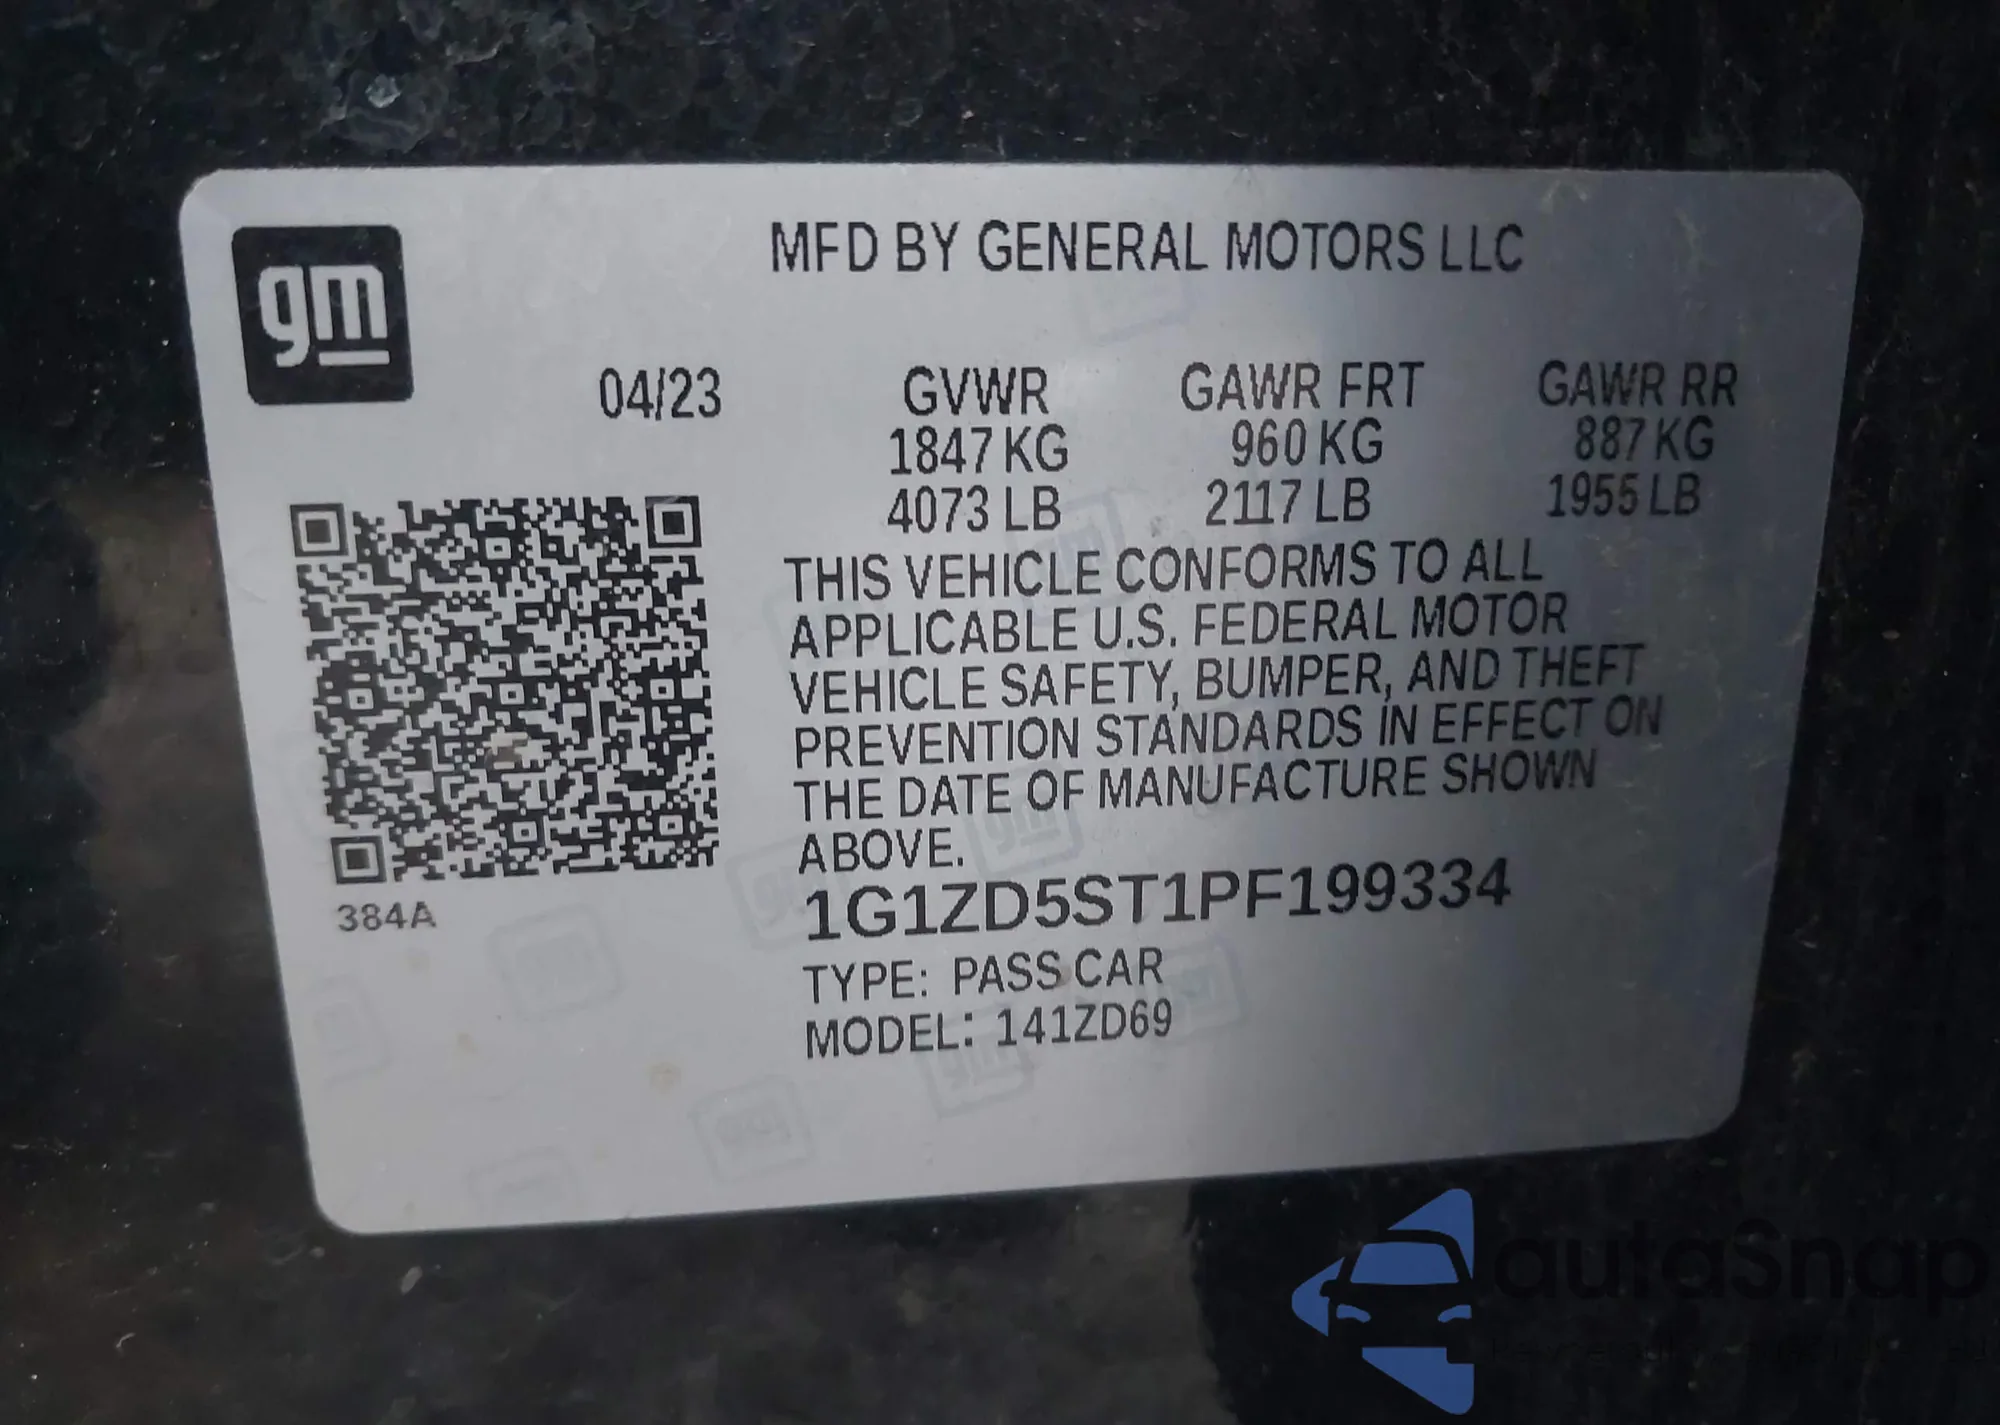 gm
MFD BY GENERAL MOTORS LLC
04/23 GVWR GAWR FRT GAWR RR
1847 KG 960 KG 887 KG
4073 LB 2117 LB 1955 LB
THIS VEHICLE CONFORMS TO ALL
APPLICABLE U.S. FEDERAL MOTOR
VEHICLE SAFETY, BUMPER, AND THEFT
PREVENTION STANDARDS IN EFFECT ON
THE DATE OF MANUFACTURE SHOWN
ABOVE.
1G1ZD5ST1PF199334
384A
TYPE: PASS CAR
MODEL: 141ZD69
autaSnap